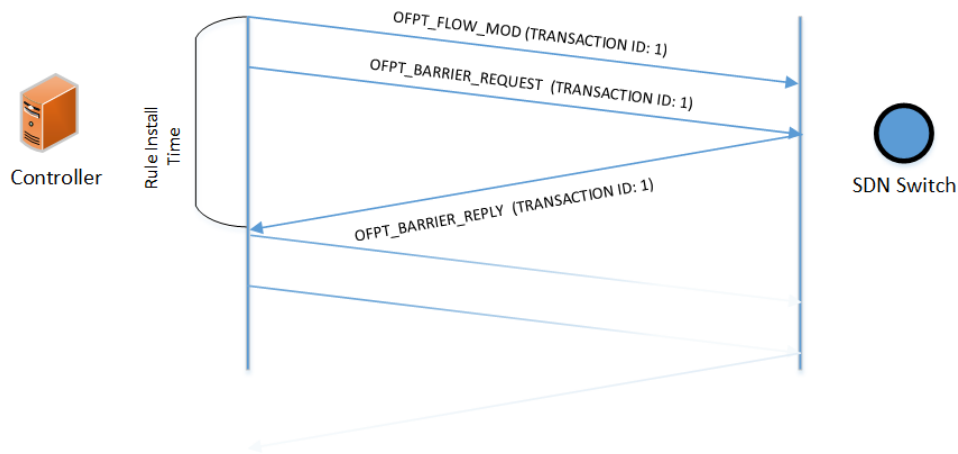 OFPT_FLOW_MOD (TRANSACTION ID: 1)
OFPT_BARRIER_REQUEST (TRANSACTION ID: 1)
Controller
Rule Install
Time
SDN Switch
OFPT_BARRIER_REPLY (TRANSACTION ID: 1)